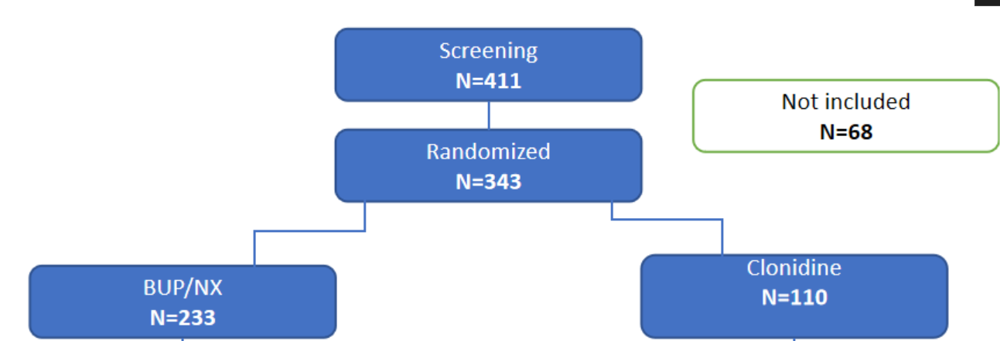 Screening
N=411
Not included
N=68
Randomized
N=343
BUP/NX
N=233
Clonidine
N=110